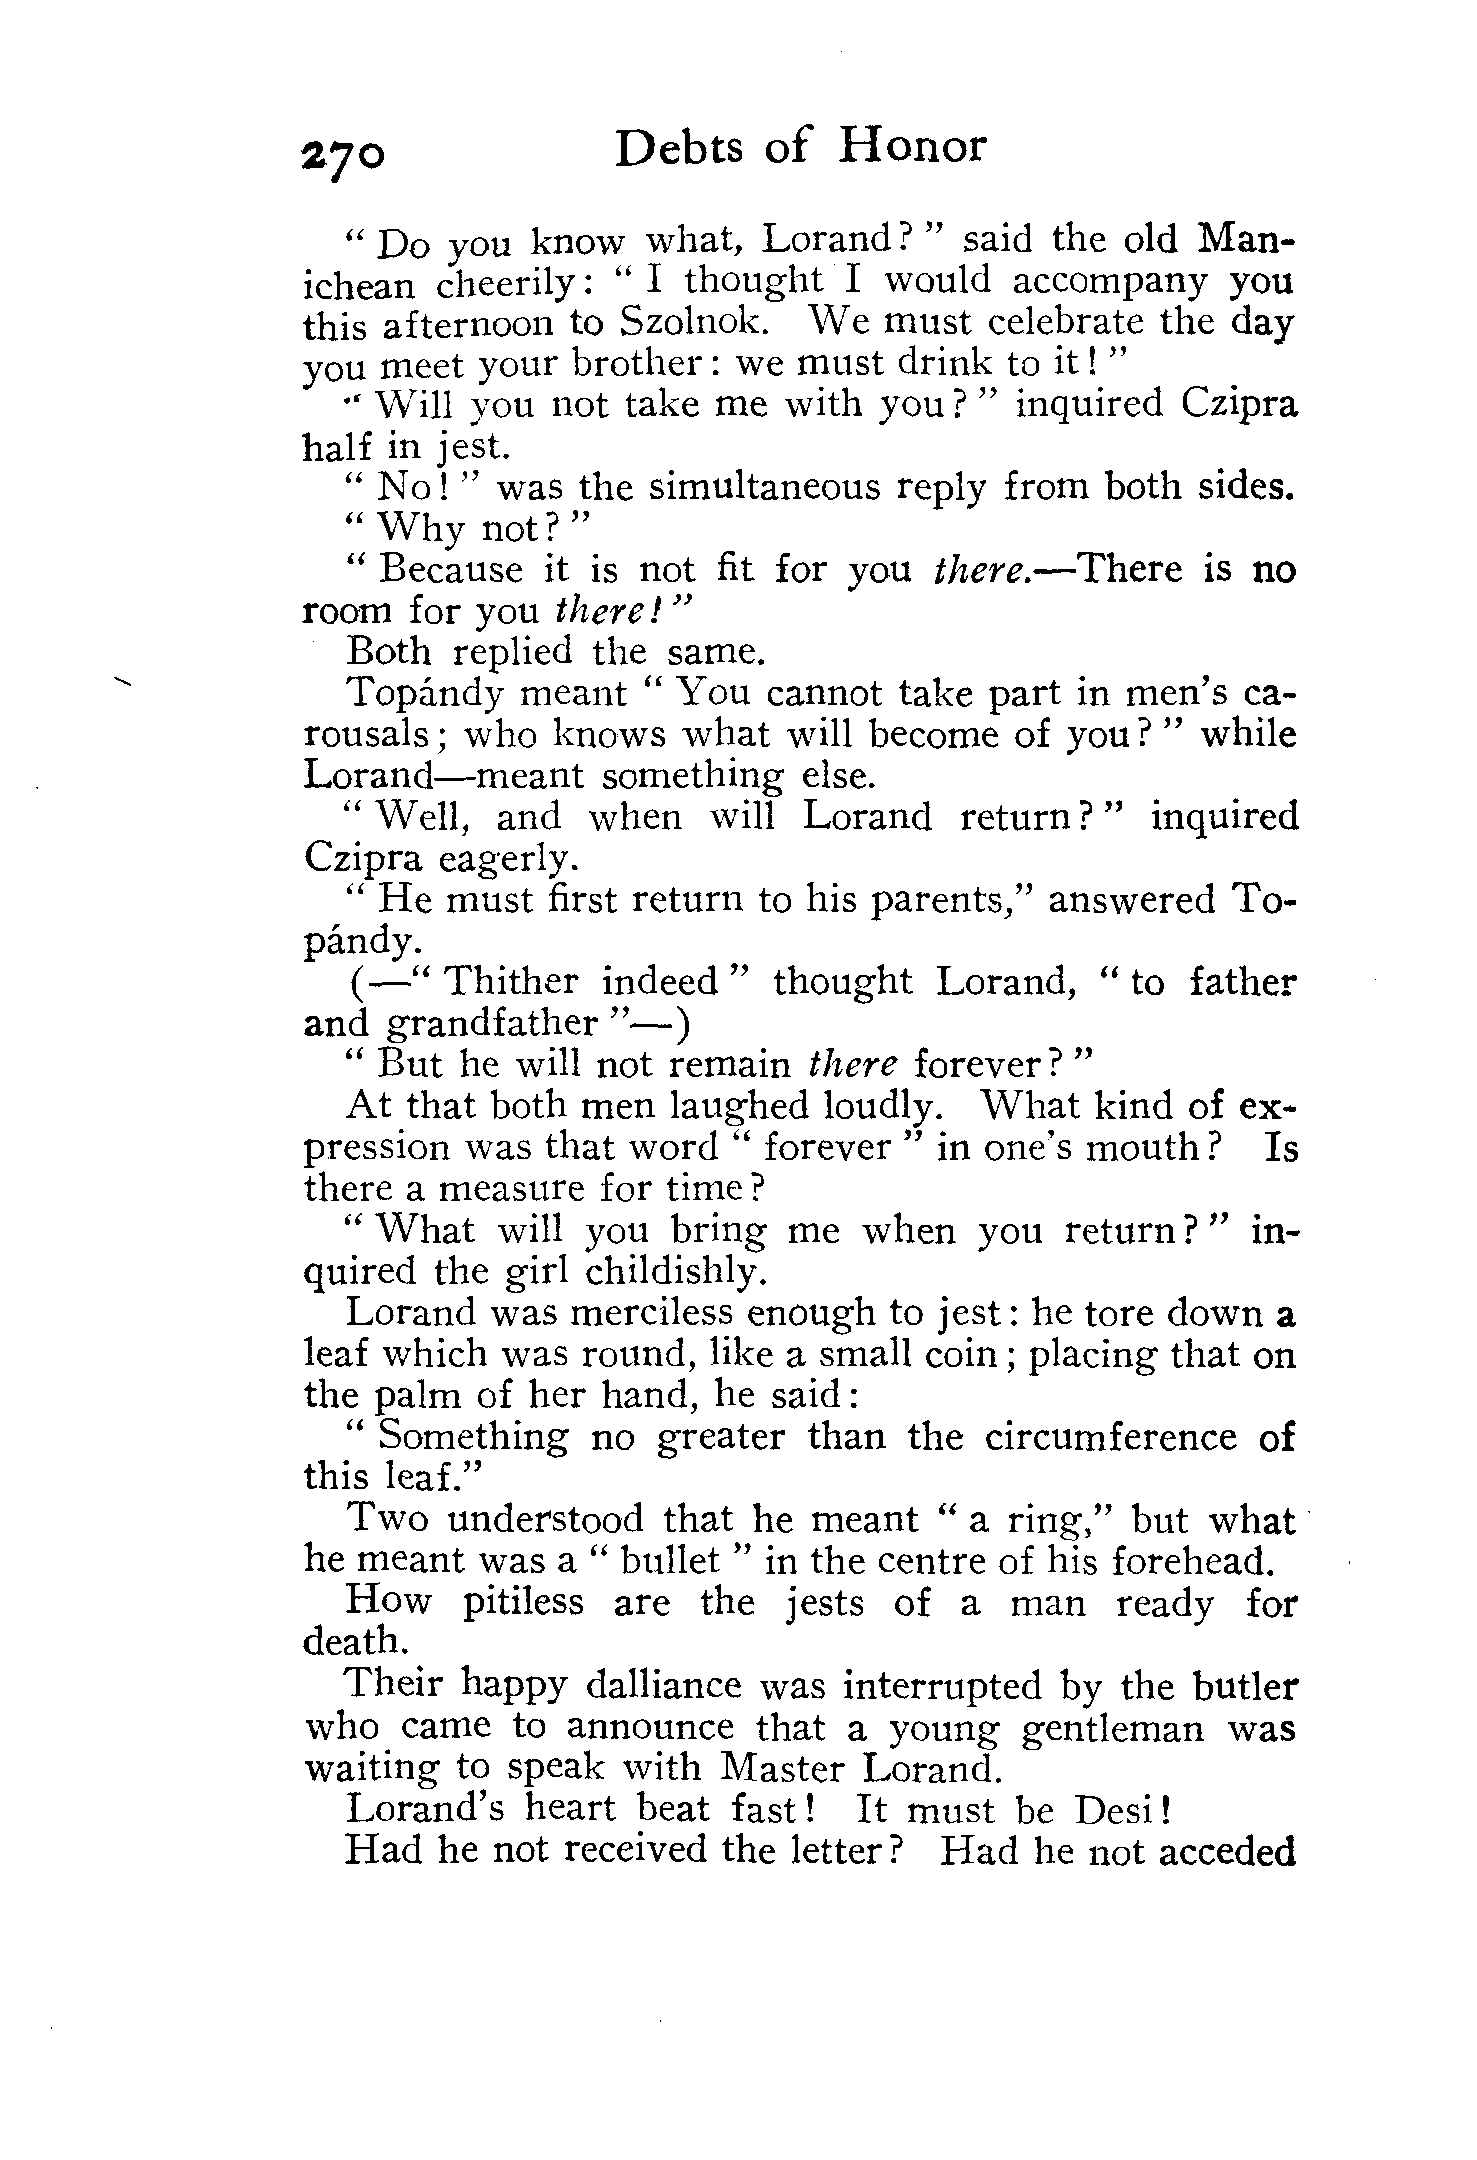 270 Debts of Honor
" Do you know what, Lorand? " said the old Man-
ichean cheerily: " I thought I would accompany you
this afternoon to Szolnok. We must celebrate the day
you meet your brother: we must drink to it! "
" Will you not take me with you? " inquired Czipra
half in jest.
" No! " was the simultaneous reply from both sides.
" Why not? "
" Because it is not fit for you there.—There is no
room for you there! "
Both replied the same.
Topándy meant " You cannot take part in men's ca-
rousals; who knows what will become of you? " while
Lorand—meant something else.
" Well, and when will Lorand return? " inquired
Czipra eagerly.
" He must first return to his parents," answered To-
pándy.
(—" Thither indeed " thought Lorand, " to father
and grandfather "—)
" But he will not remain there forever? "
At that both men laughed loudly. What kind of ex-
pression was that word " forever " in one's mouth? Is
there a measure for time?
" What will you bring me when you return? " in-
quired the girl childishly.
Lorand was merciless enough to jest: he tore down a
leaf which was round, like a small coin; placing that on
the palm of her hand, he said:
" Something no greater than the circumference of
this leaf."
Two understood that he meant " a ring," but what
he meant was a " bullet " in the centre of his forehead.
How pitiless are the jests of a man ready for
death.
Their happy dalliance was interrupted by the butler
who came to announce that a young gentleman was
waiting to speak with Master Lorand.
Lorand's heart beat fast! It must be Desi!
Had he not received the letter? Had he not acceded